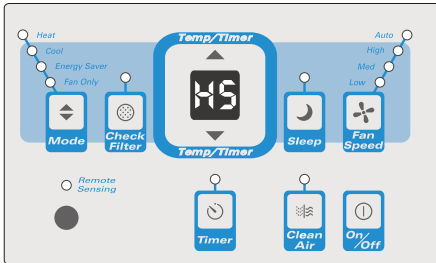 Heat
Cool
Energy Saver
Fan Only
Mode
Check
Filter
Temp/Timer
HS
Temp/Timer
Sleep
Auto
High
Med
Low
Fan
Speed
Remote
Sensing
Timer
Clean
Air
On/Off